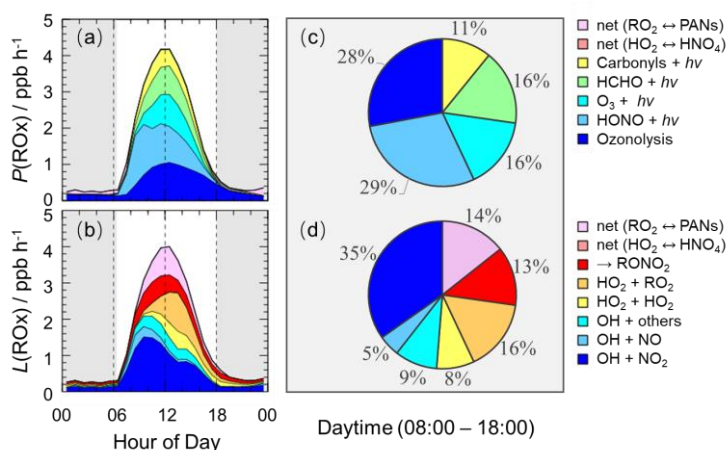 (a)
P(ROx) / ppb h⁻¹
5
4
3
2
1
0
(c)
11%
16%
16%
29%
28%
net (RO₂ ↔ PANs)
net (HO₂ ↔ HNO₄)
Carbonyls + hv
HCHO + hv
O₃ + hv
HONO + hv
Ozonolysis
(b)
L(ROx) / ppb h⁻¹
5
4
3
2
1
0
00
06
12
18
00
Hour of Day
(d)
14%
13%
16%
8%
9%
5%
35%
net (RO₂ ↔ PANs)
net (HO₂ ↔ HNO₄)
→ RONO₂
HO₂ + RO₂
HO₂ + HO₂
OH + others
OH + NO
OH + NO₂
Daytime (08:00 – 18:00)